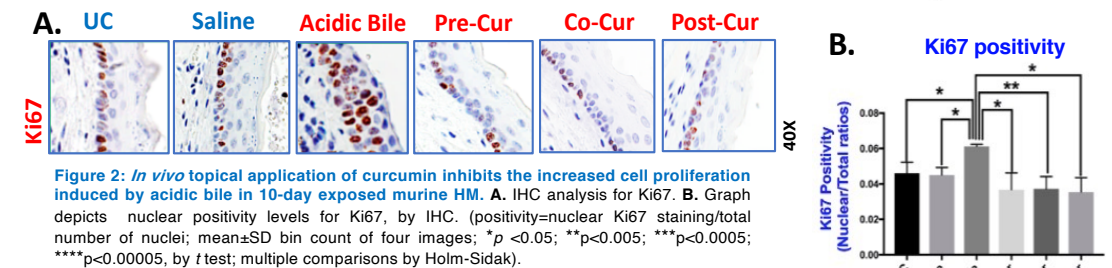 A.
UC
Saline
Acidic Bile
Pre-Cur
Co-Cur
Post-Cur
Ki67
40X
Figure 2: In vivo topical application of curcumin inhibits the increased cell proliferation
induced by acidic bile in 10-day exposed murine HM. A. IHC analysis for Ki67. B. Graph
depicts nuclear positivity levels for Ki67, by IHC. (positivity=nuclear Ki67 staining/total
number of nuclei; mean±SD bin count of four images; *p <0.05; **p<0.005; ***p<0.0005;
****p<0.00005, by t test; multiple comparisons by Holm-Sidak).
B.
Ki67 positivity
Ki67 Positivity
(Nuclear/Total ratios)
0.08
0.06
0.04
0.02
0.00
*
**
*
*
*